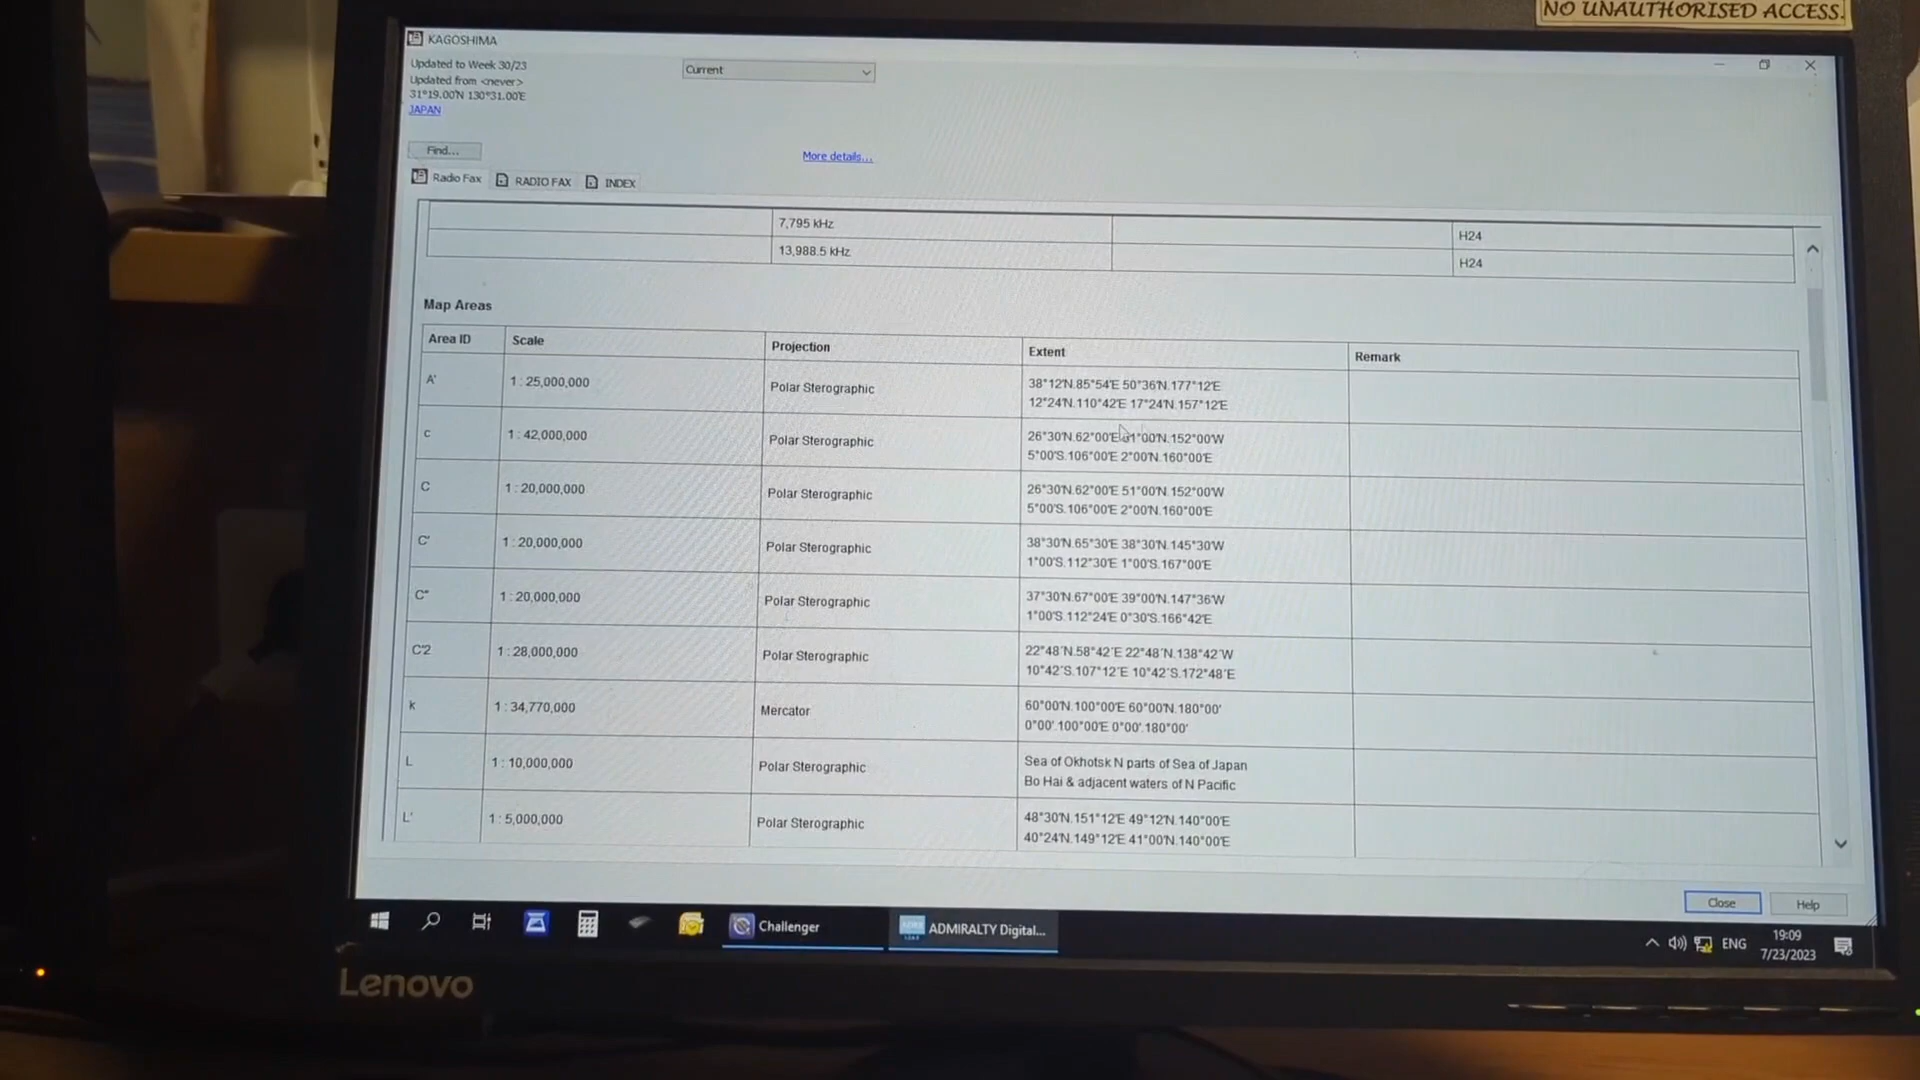 NO UNAUTHORISED ACCESS.
KAGOSHIMA
Updated to Week 30/23
Updated from <never>
31°19.00'N 130°31.00'E
JAPAN
Current
Find...
More details...
Radio Fax RADIO FAX INDEX
7,795 kHz H24
13,988.5 kHz H24
Map Areas
Area ID Scale Projection Extent Remark
A' 1 : 25,000,000 Polar Sterographic 38°12'N.85°54'E 50°36'N.177°12'E
12°24'N.110°42'E 17°24'N.157°12'E
c 1 : 42,000,000 Polar Sterographic 26°30'N.62°00'E 51°00'N.152°00'W
5°00'S.106°00'E 2°00'N.160°00'E
C 1 : 20,000,000 Polar Sterographic 26°30'N.62°00'E 51°00'N.152°00'W
5°00'S.106°00'E 2°00'N.160°00'E
C' 1 : 20,000,000 Polar Sterographic 38°30'N.65°30'E 38°30'N.145°30'W
1°00'S.112°30'E 1°00'S.167°00'E
C" 1 : 20,000,000 Polar Sterographic 37°30'N.67°00'E 39°00'N.147°36'W
1°00'S.112°24'E 0°30'S.166°42'E
C'2 1 : 28,000,000 Polar Sterographic 22°48'N.58°42'E 22°48'N.138°42'W
10°42'S.107°12'E 10°42'S.172°48'E
k 1 : 34,770,000 Mercator 60°00'N.100°00'E 60°00'N.180°00'
0°00'.100°00'E 0°00'.180°00'
L 1 : 10,000,000 Polar Sterographic Sea of Okhotsk N parts of Sea of Japan
Bo Hai & adjacent waters of N Pacific
L' 1 : 5,000,000 Polar Sterographic 48°30'N.151°12'E 49°12'N.140°00'E
40°24'N.149°12'E 41°00'N.140°00'E
Close Help
Challenger ADMIRALTY Digital... ENG 19:09
7/23/2023
Lenovo